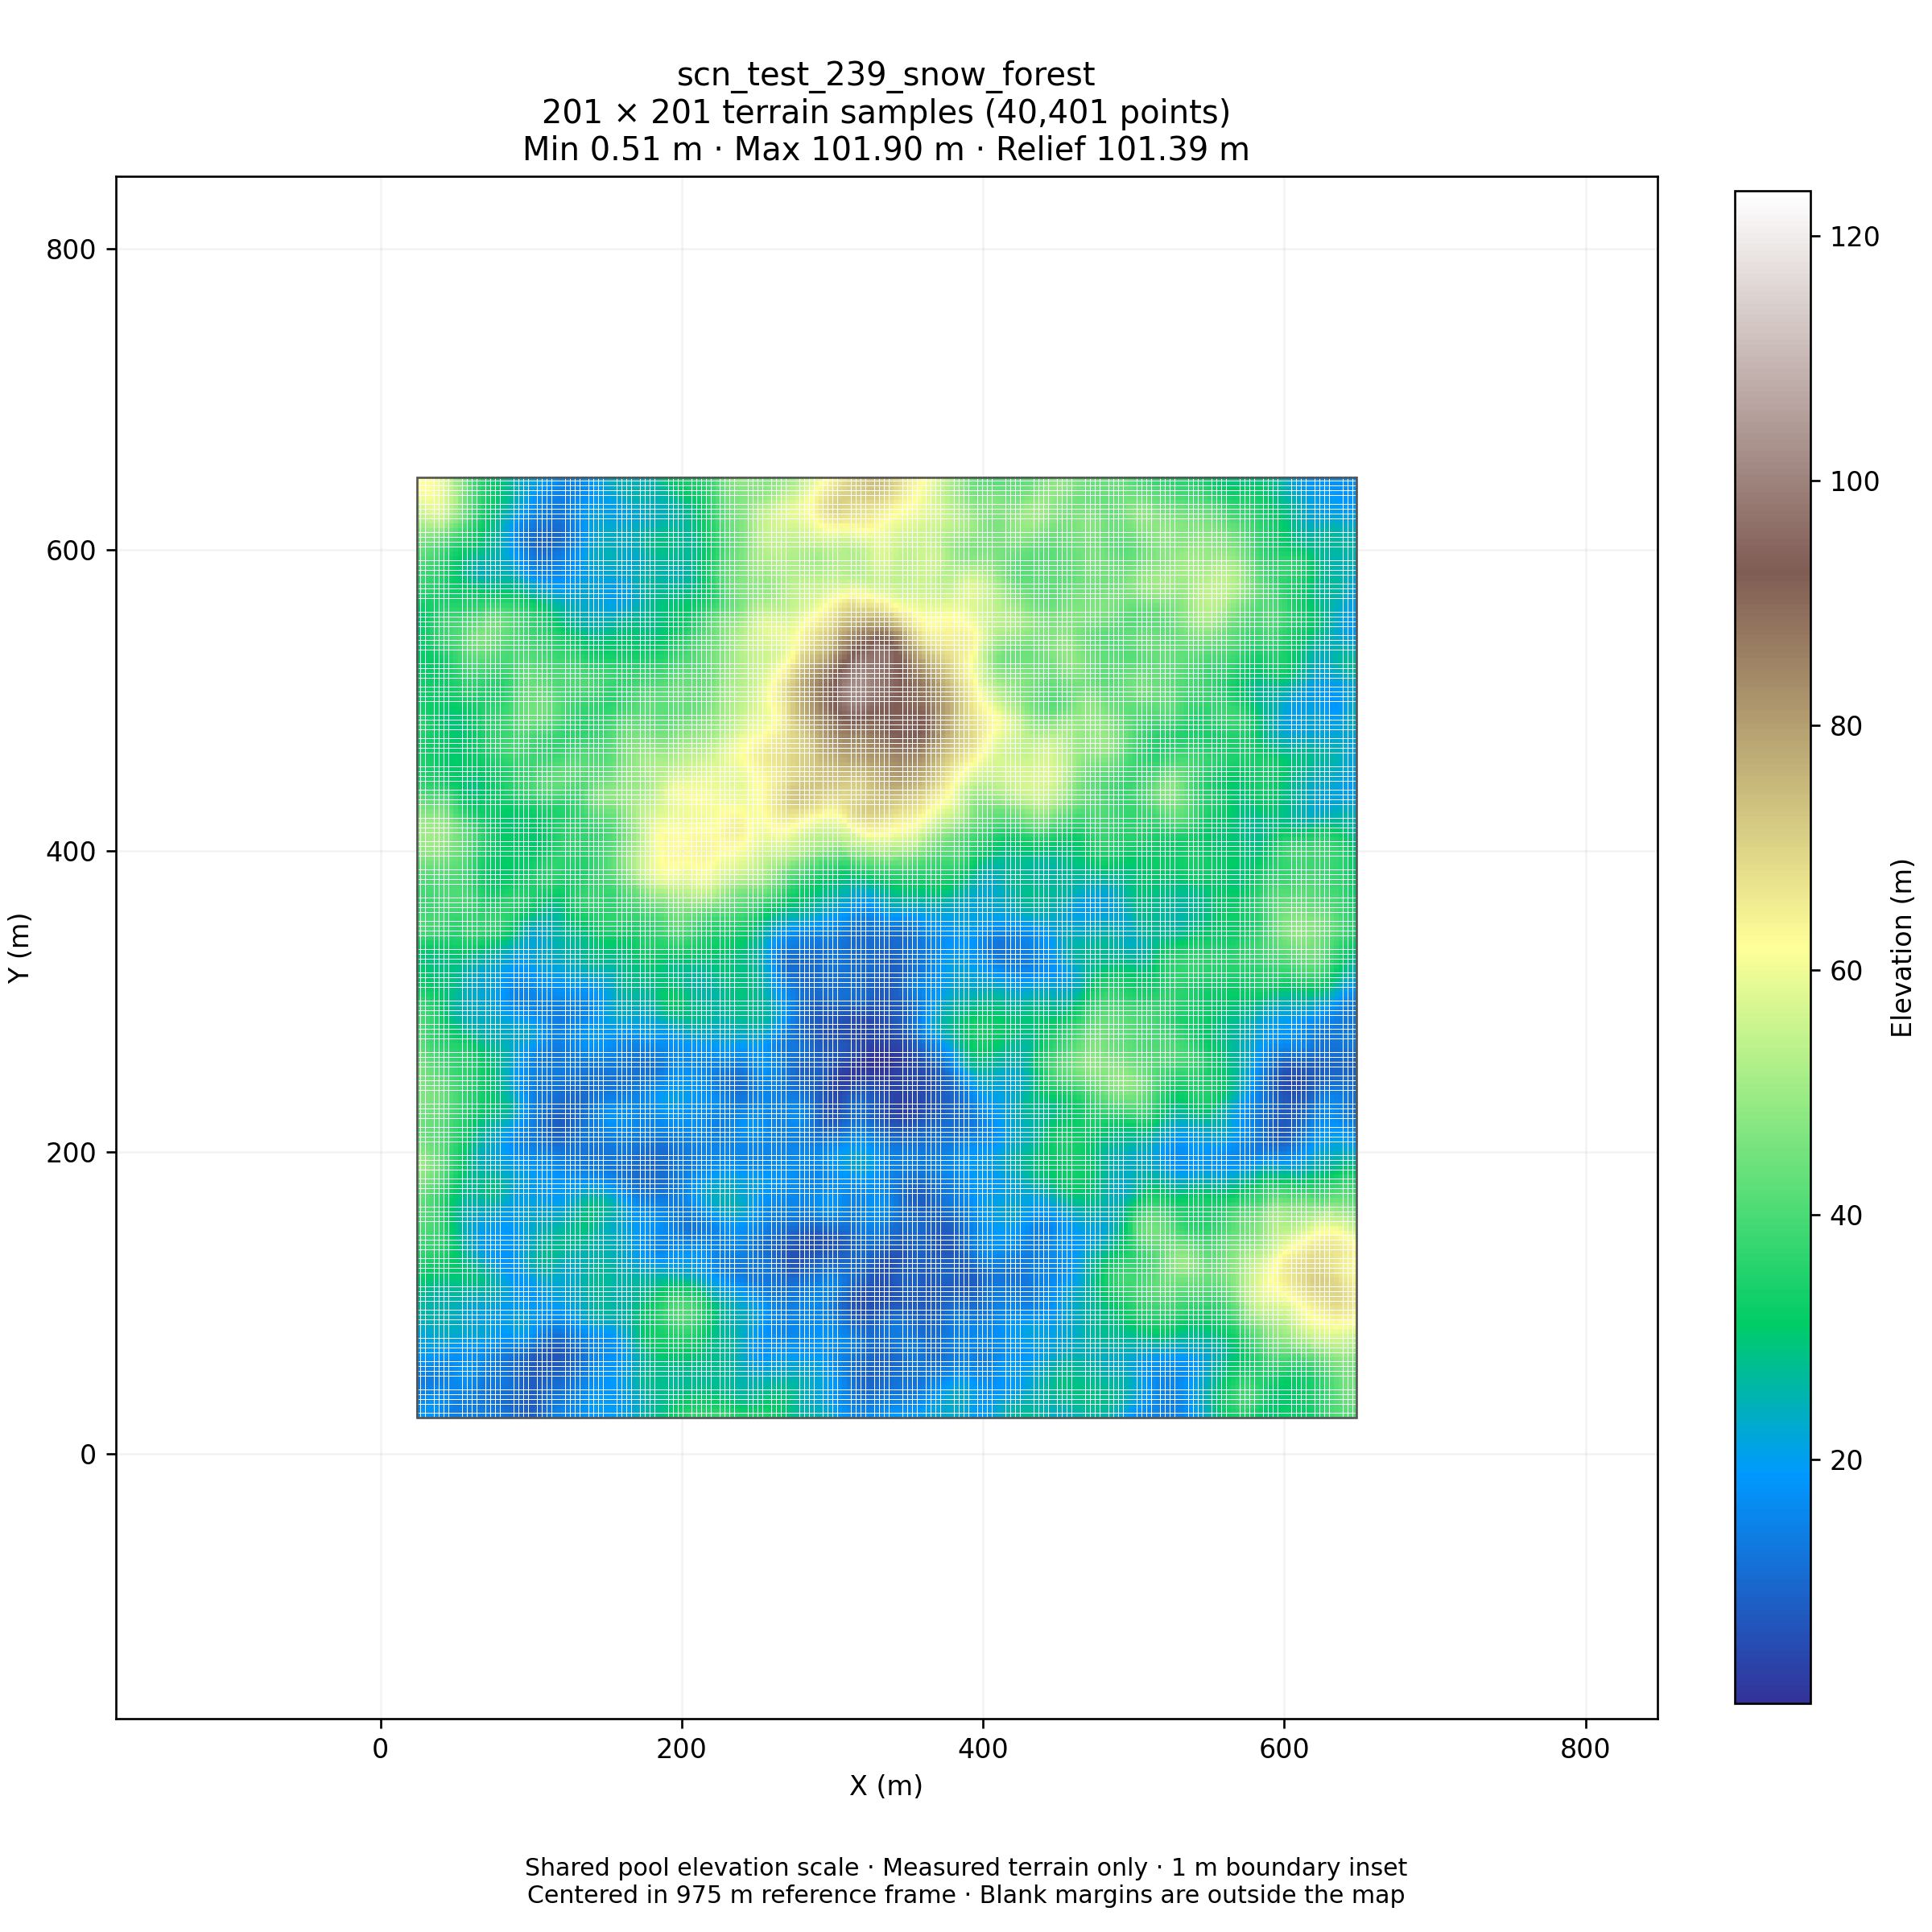 scn_test_239_snow_forest
201 × 201 terrain samples (40,401 points)
Min 0.51 m · Max 101.90 m · Relief 101.39 m
800
600
400
200
0
Y (m)
0
200
400
600
800
X (m)
120
100
80
60
40
20
Elevation (m)
Shared pool elevation scale · Measured terrain only · 1 m boundary inset
Centered in 975 m reference frame · Blank margins are outside the map